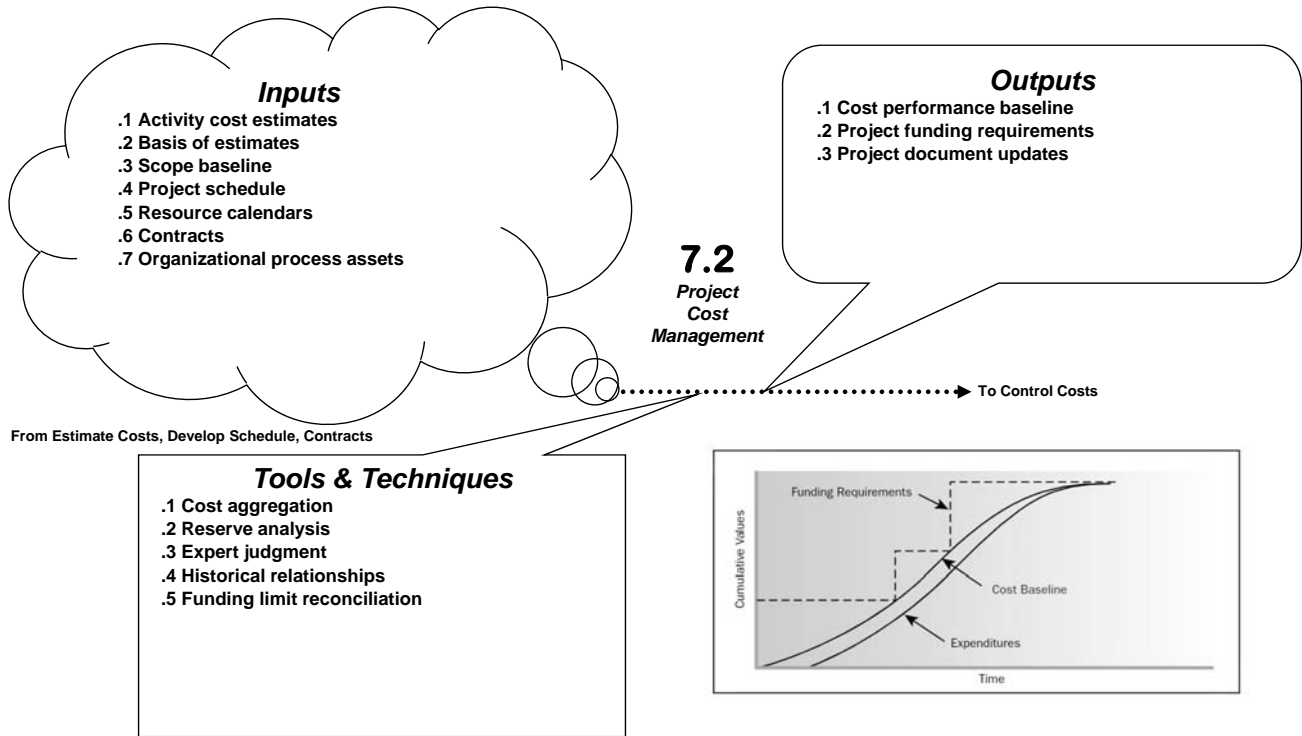 Inputs
.1 Activity cost estimates
.2 Basis of estimates
.3 Scope baseline
.4 Project schedule
.5 Resource calendars
.6 Contracts
.7 Organizational process assets
Outputs
.1 Cost performance baseline
.2 Project funding requirements
.3 Project document updates
7.2
Project
Cost
Management
To Control Costs
From Estimate Costs, Develop Schedule, Contracts
Tools & Techniques
.1 Cost aggregation
.2 Reserve analysis
.3 Expert judgment
.4 Historical relationships
.5 Funding limit reconciliation
Funding Requirements
Cumulative Values
Cost Baseline
Expenditures
Time